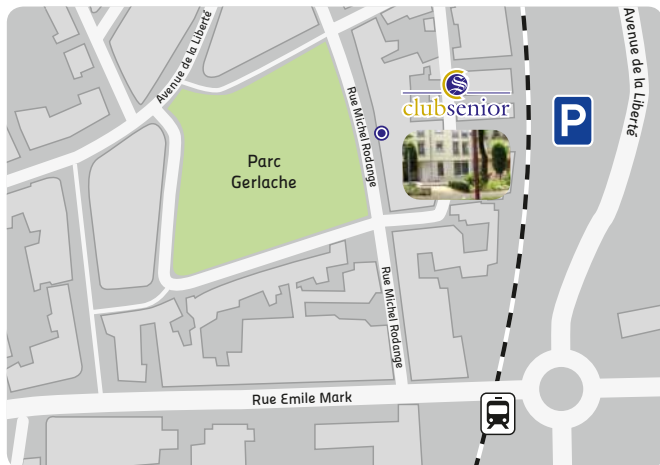 Avenue de la Liberté
Avenue de la Liberté
Rue Michel Rodange
clubsenior
P
Parc
Gerlache
Rue Michel Rodange
Rue Emile Mark